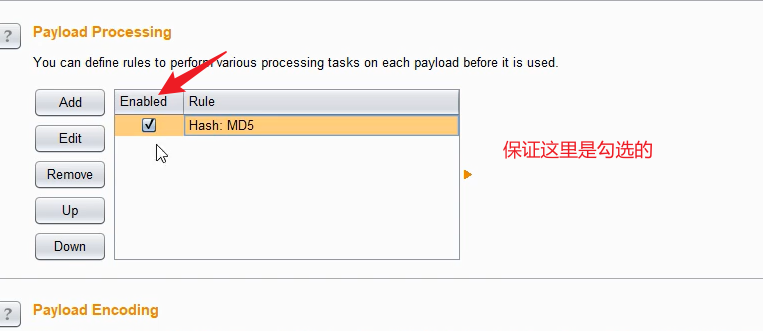 ?
Payload Processing
You can define rules to perform various processing tasks on each payload before it is used.
Add
Enabled
Rule
Hash: MD5
Edit
保证这里是勾选的
Remove
Up
Down
?
Payload Encoding